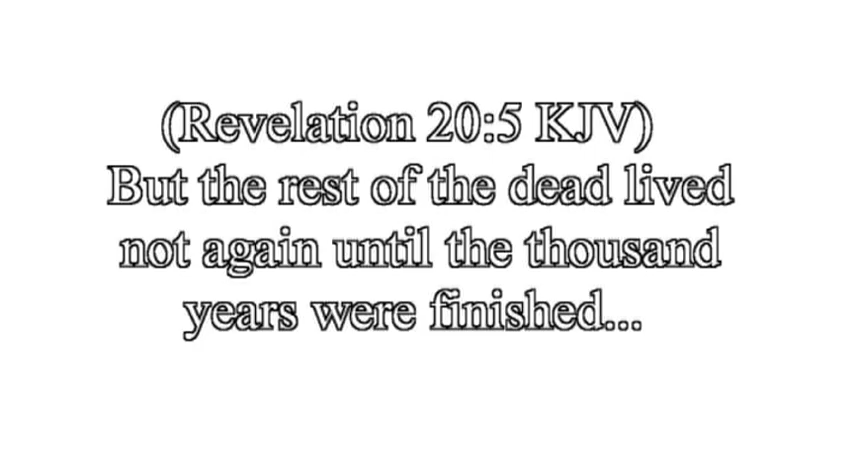 (Revelation 20:5 KJV)
But the rest of the dead lived
not again until the thousand
years were finished...